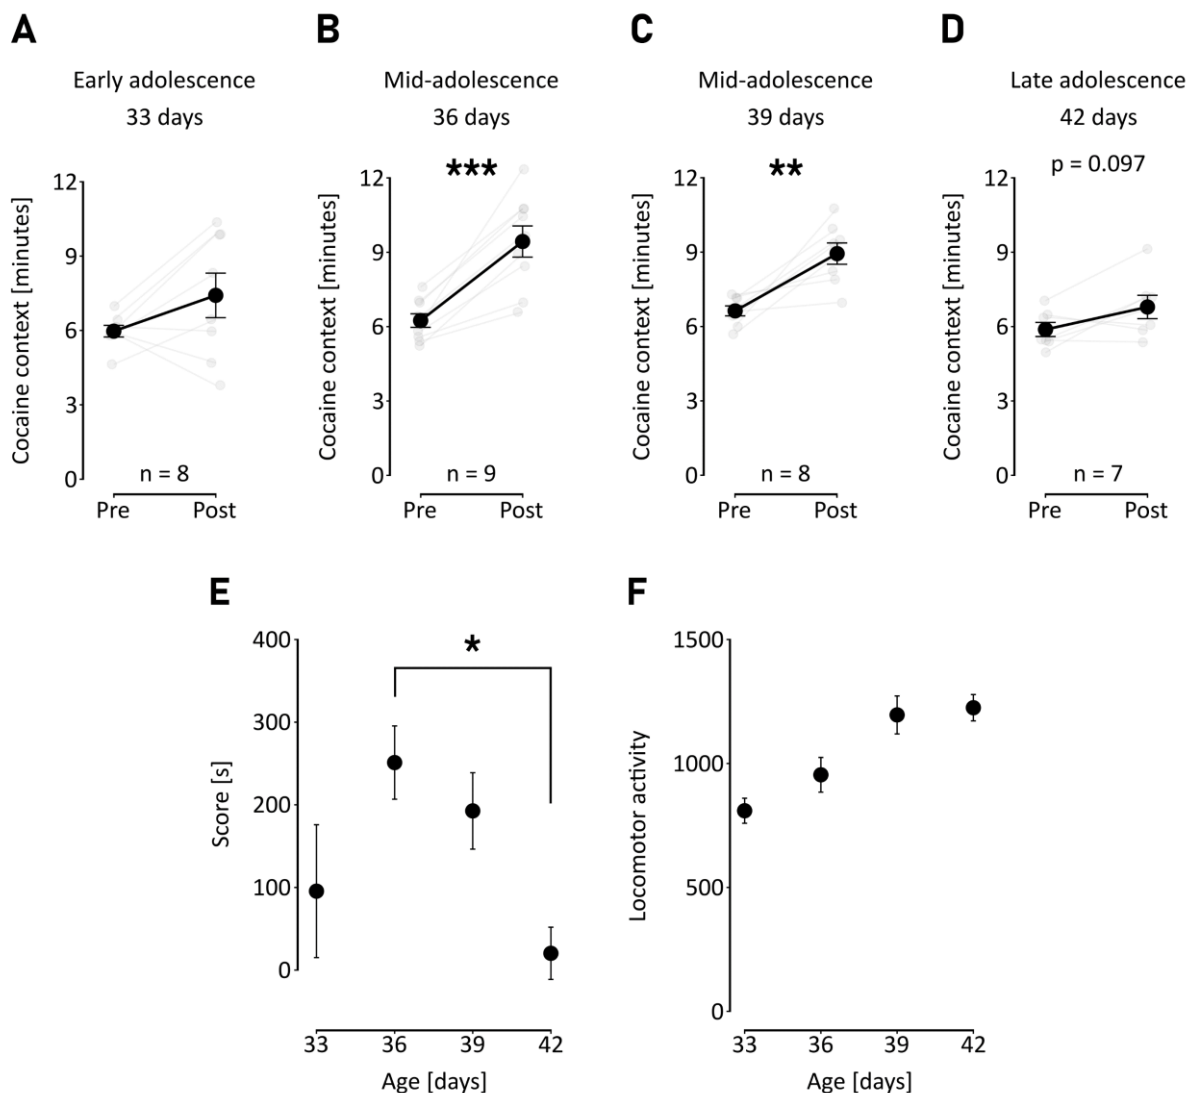 A
Early adolescence
33 days
Cocaine context [minutes]
12
9
6
3
0
n = 8
Pre Post
B
Mid-adolescence
36 days
***
Cocaine context [minutes]
12
9
6
3
0
n = 9
Pre Post
C
Mid-adolescence
39 days
**
Cocaine context [minutes]
12
9
6
3
0
n = 8
Pre Post
D
Late adolescence
42 days
p = 0.097
Cocaine context [minutes]
12
9
6
3
0
n = 7
Pre Post
E
*
Score [s]
400
300
200
100
0
33 36 39 42
Age [days]
F
Locomotor activity
1500
1000
500
0
33 36 39 42
Age [days]